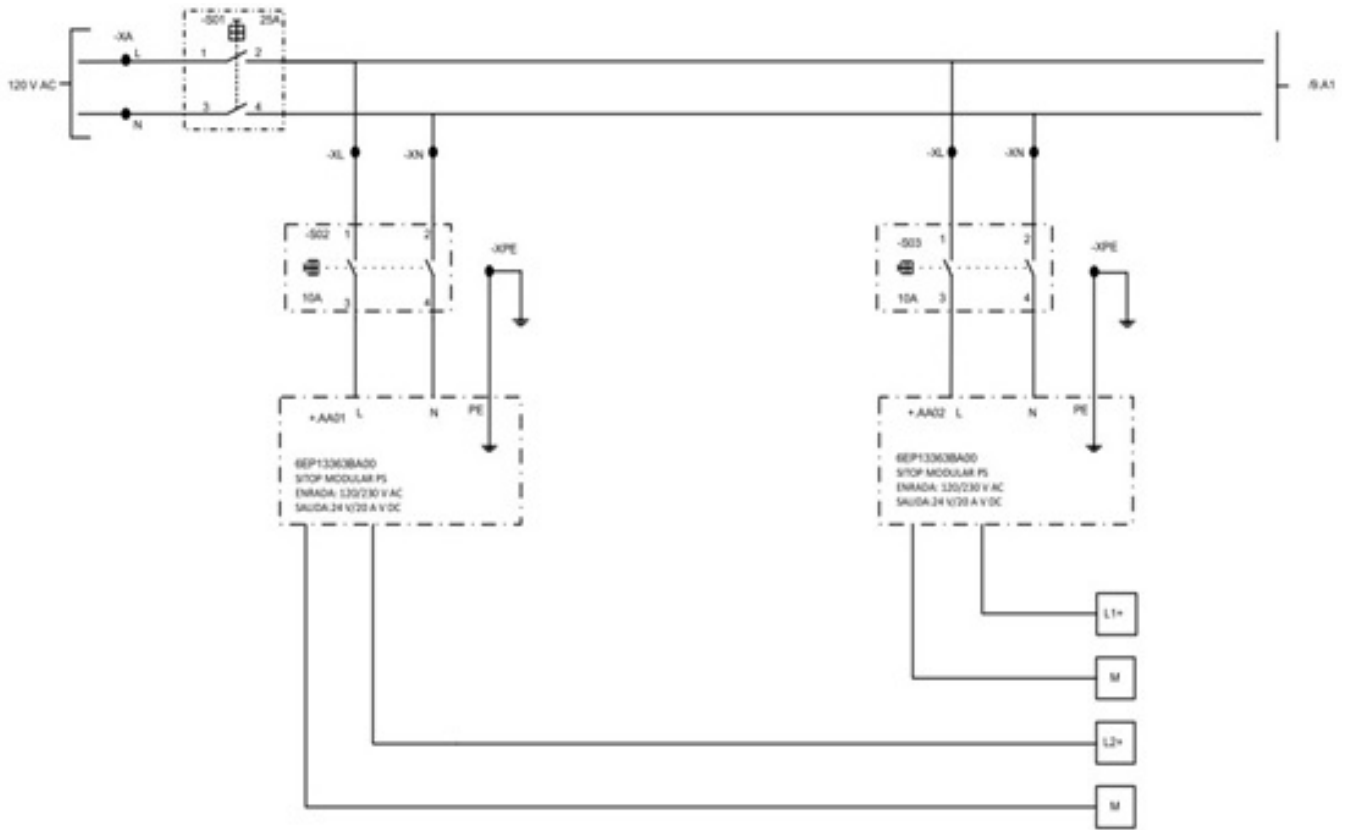 -S01 25A
-XA
L 1 2
120 V AC
/9.A1
3 4
N
-XL -XN -XL -XN
-S02 1 2
-S03 1 2
-XPE -XPE
10A 3 4
10A 3 4
+.AA01 L N PE
+.AA02 L N PE
6EP13363BA00
SITOP MODULAR PS
ENRADA: 120/230 V AC
SALIDA:24 V/20 A V DC
6EP13363BA00
SITOP MODULAR PS
ENRADA: 120/230 V AC
SALIDA:24 V/20 A V DC
L1+
M
L2+
M